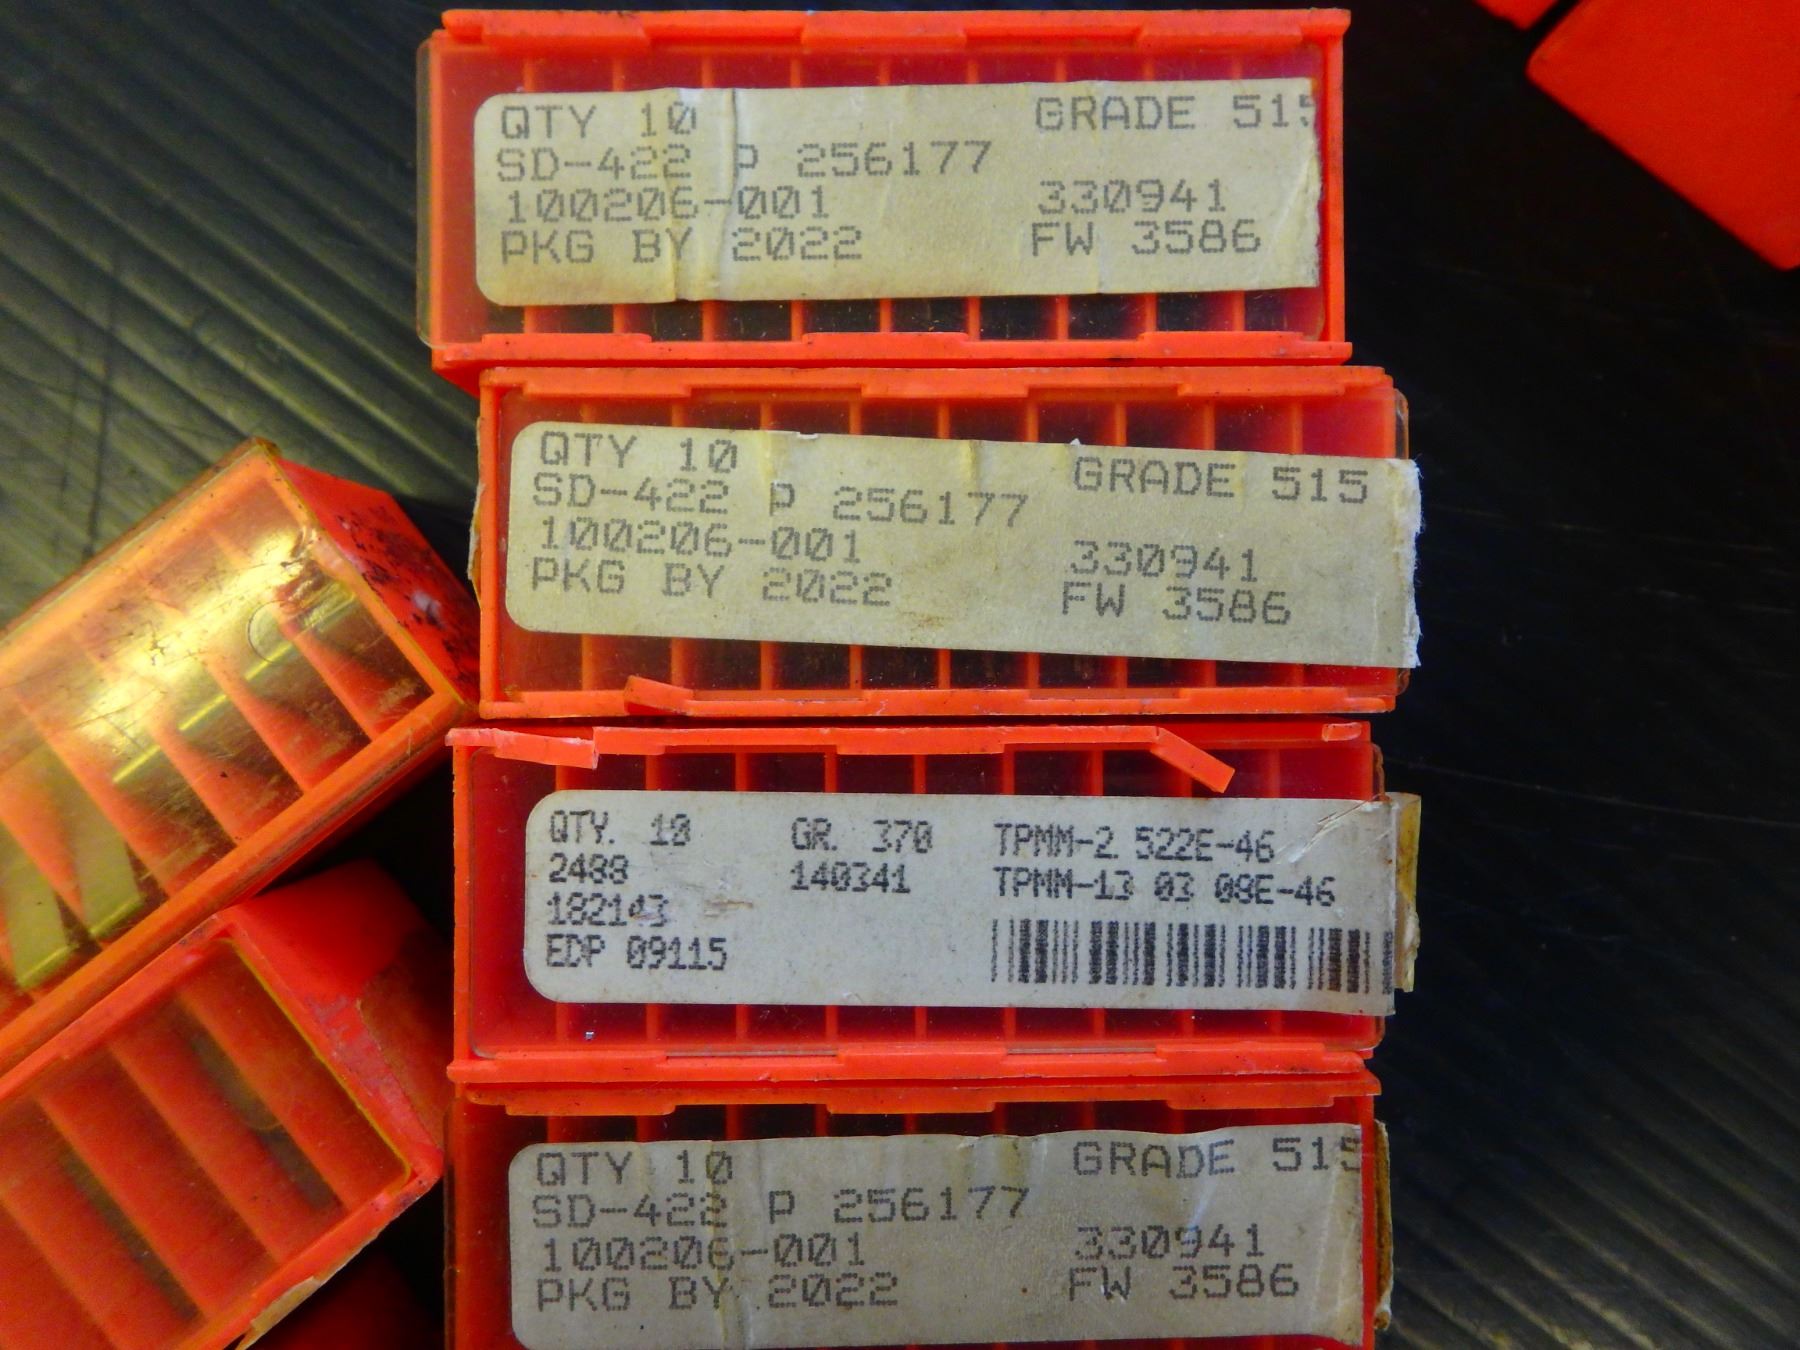 QTY 10 GRADE 515
SD-422 P 256177
100206-001 330941
PKG BY 2022 FW 3586
QTY 10 GRADE 515
SD-422 P 256177
100206-001 330941
PKG BY 2022 FW 3586
QTY. 10 GR. 370 TPMM-2 522E-46
2488 140341 TPMM-13 03 08E-46
182143
EDP 09115
QTY 10 GRADE 515
SD-422 P 256177
100206-001 330941
PKG BY 2022 FW 3586